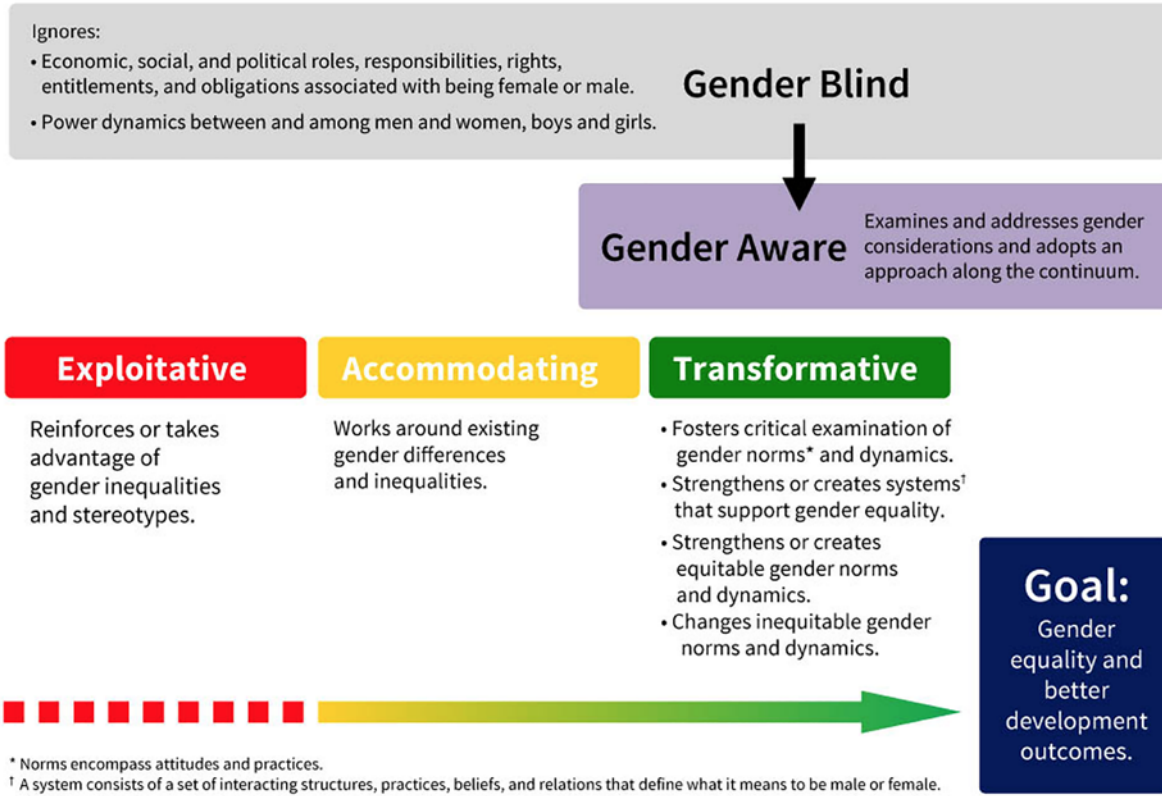 Ignores:
• Economic, social, and political roles, responsibilities, rights,
entitlements, and obligations associated with being female or male.
• Power dynamics between and among men and women, boys and girls.
Gender Blind
Gender Aware
Examines and addresses gender
considerations and adopts an
approach along the continuum.
Exploitative
Reinforces or takes
advantage of
gender inequalities
and stereotypes.
Accommodating
Works around existing
gender differences
and inequalities.
Transformative
• Fosters critical examination of
gender norms* and dynamics.
• Strengthens or creates systems†
that support gender equality.
• Strengthens or creates
equitable gender norms
and dynamics.
• Changes inequitable gender
norms and dynamics.
Goal:
Gender
equality and
better
development
outcomes.
* Norms encompass attitudes and practices.
† A system consists of a set of interacting structures, practices, beliefs, and relations that define what it means to be male or female.